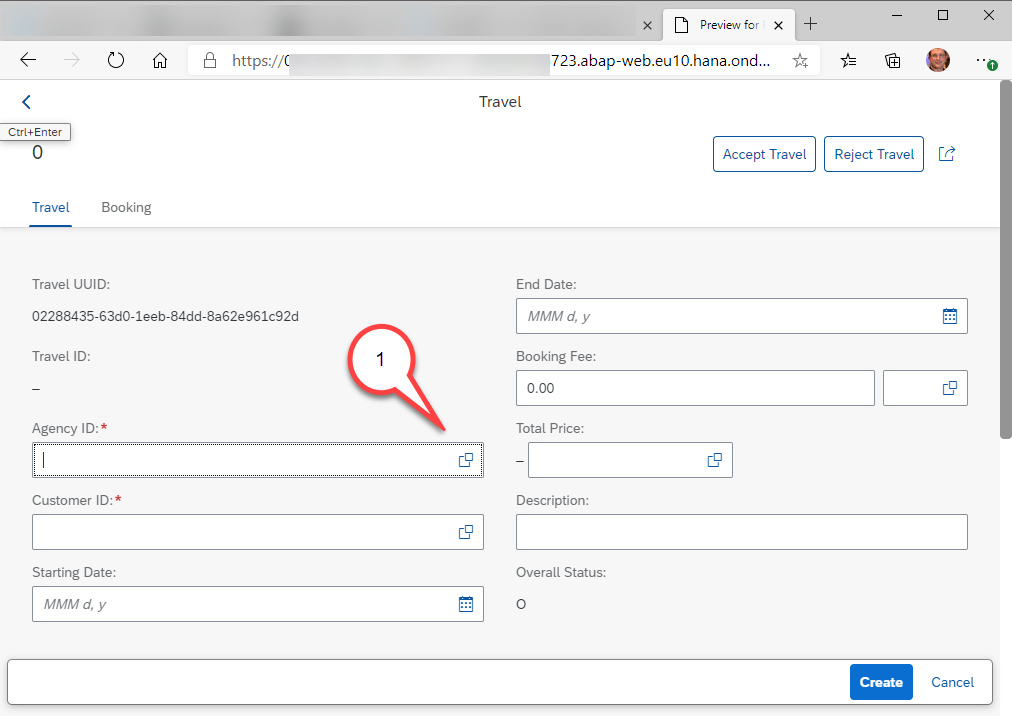 Preview for
https://0
723.abap-web.eu10.hana.ond...
Travel
Ctrl+Enter
0
Accept Travel
Reject Travel
Travel
Booking
Travel UUID:
02288435-63d0-1eeb-84dd-8a62e961c92d
Travel ID:
–
1
Agency ID:*
Customer ID:*
Starting Date:
MMM d, y
End Date:
MMM d, y
Booking Fee:
0.00
Total Price:
–
Description:
Overall Status:
O
Create
Cancel